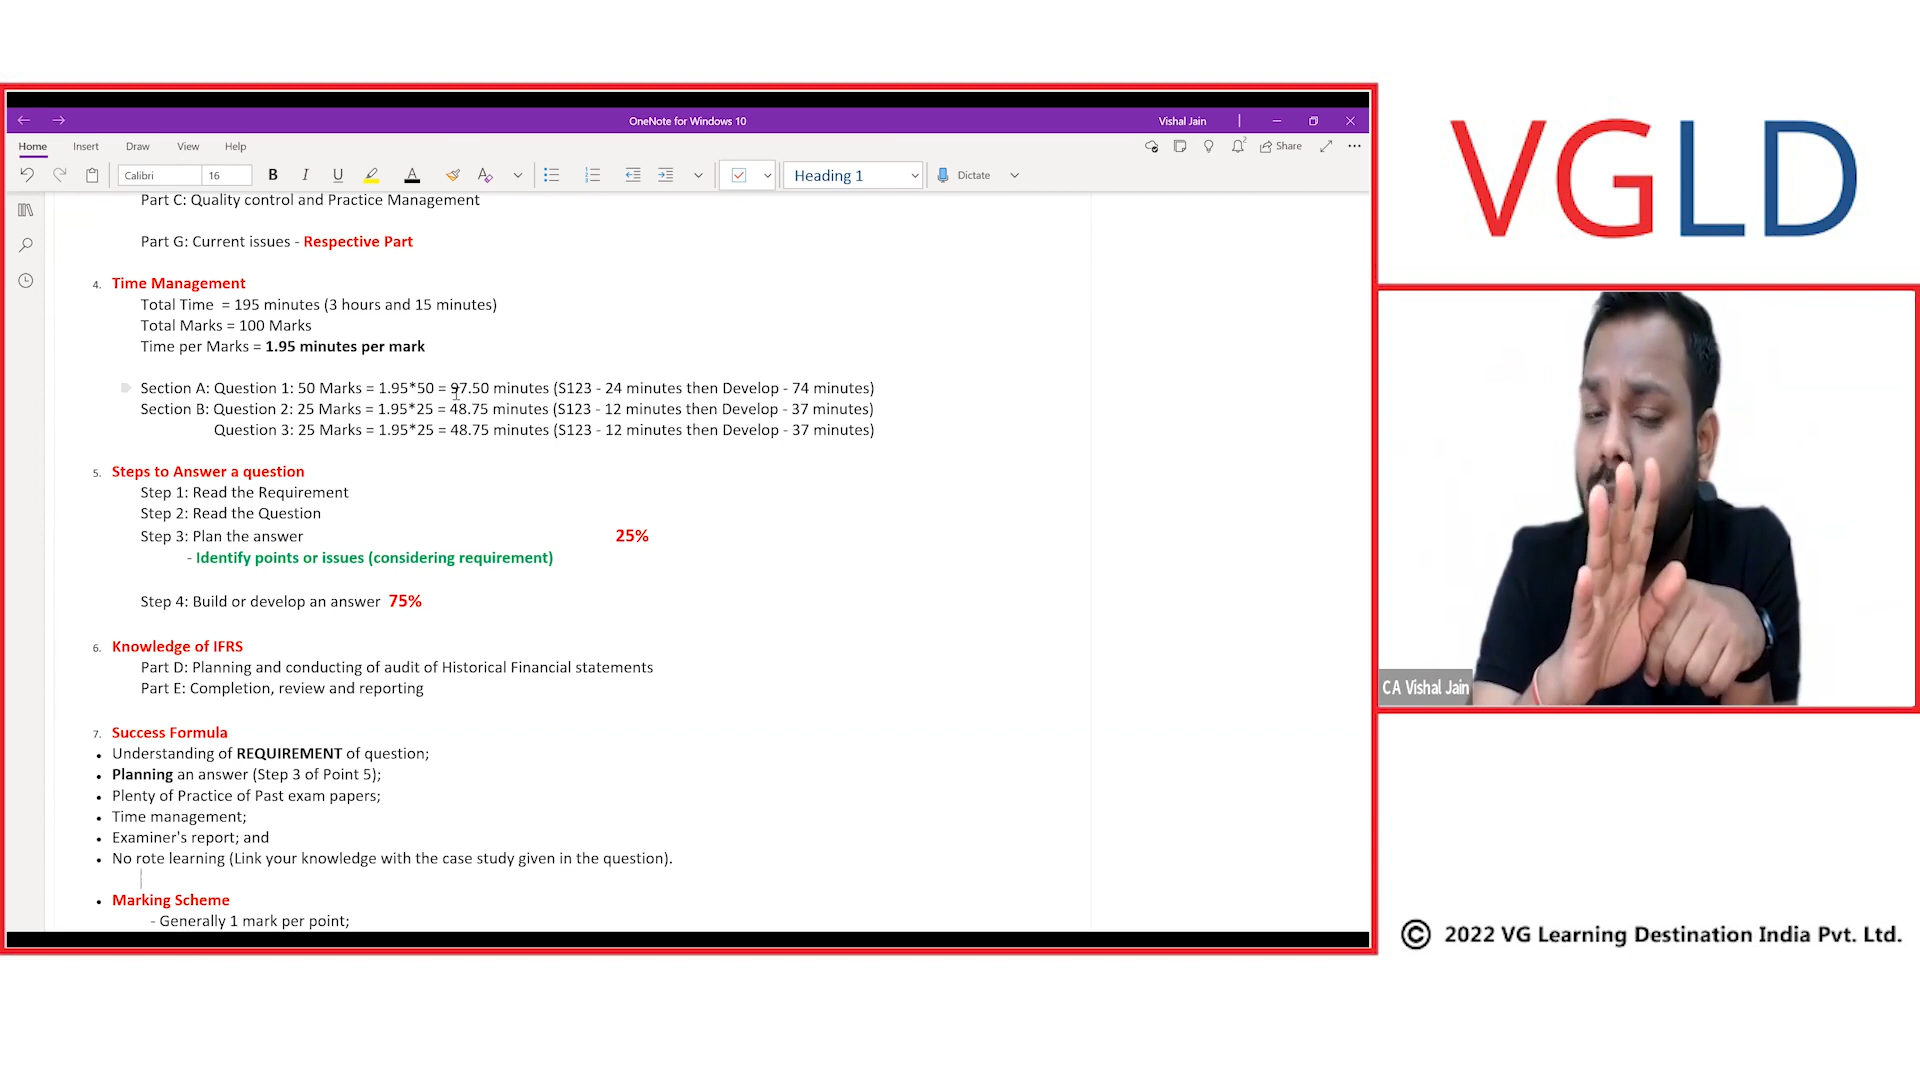 OneNote for Windows 10
Vishal Jain
Home Insert Draw View Help
Share
Calibri 16 B I U A A Heading 1 Dictate
Part C: Quality control and Practice Management
Part G: Current issues - Respective Part
4. Time Management
Total Time = 195 minutes (3 hours and 15 minutes)
Total Marks = 100 Marks
Time per Marks = 1.95 minutes per mark
Section A: Question 1: 50 Marks = 1.95*50 = 97.50 minutes (S123 - 24 minutes then Develop - 74 minutes)
Section B: Question 2: 25 Marks = 1.95*25 = 48.75 minutes (S123 - 12 minutes then Develop - 37 minutes)
Question 3: 25 Marks = 1.95*25 = 48.75 minutes (S123 - 12 minutes then Develop - 37 minutes)
5. Steps to Answer a question
Step 1: Read the Requirement
Step 2: Read the Question
Step 3: Plan the answer 25%
- Identify points or issues (considering requirement)
Step 4: Build or develop an answer 75%
6. Knowledge of IFRS
Part D: Planning and conducting of audit of Historical Financial statements
Part E: Completion, review and reporting
7. Success Formula
• Understanding of REQUIREMENT of question;
• Planning an answer (Step 3 of Point 5);
• Plenty of Practice of Past exam papers;
• Time management;
• Examiner's report; and
• No rote learning (Link your knowledge with the case study given in the question).
• Marking Scheme
- Generally 1 mark per point;
VGLD
CA Vishal Jain
© 2022 VG Learning Destination India Pvt. Ltd.